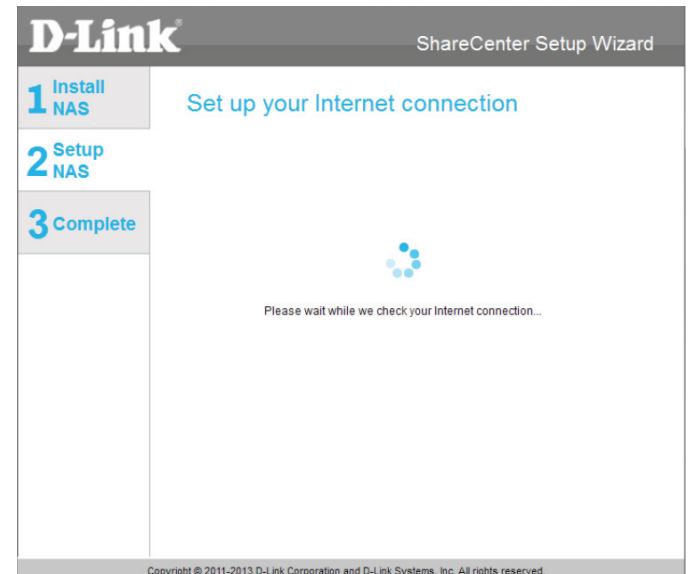 D-Link
ShareCenter Setup Wizard
1 Install
NAS
Set up your Internet connection
2 Setup
NAS
3 Complete
Please wait while we check your Internet connection...
Copyright © 2011-2013 D-Link Corporation and D-Link Systems, Inc. All rights reserved.